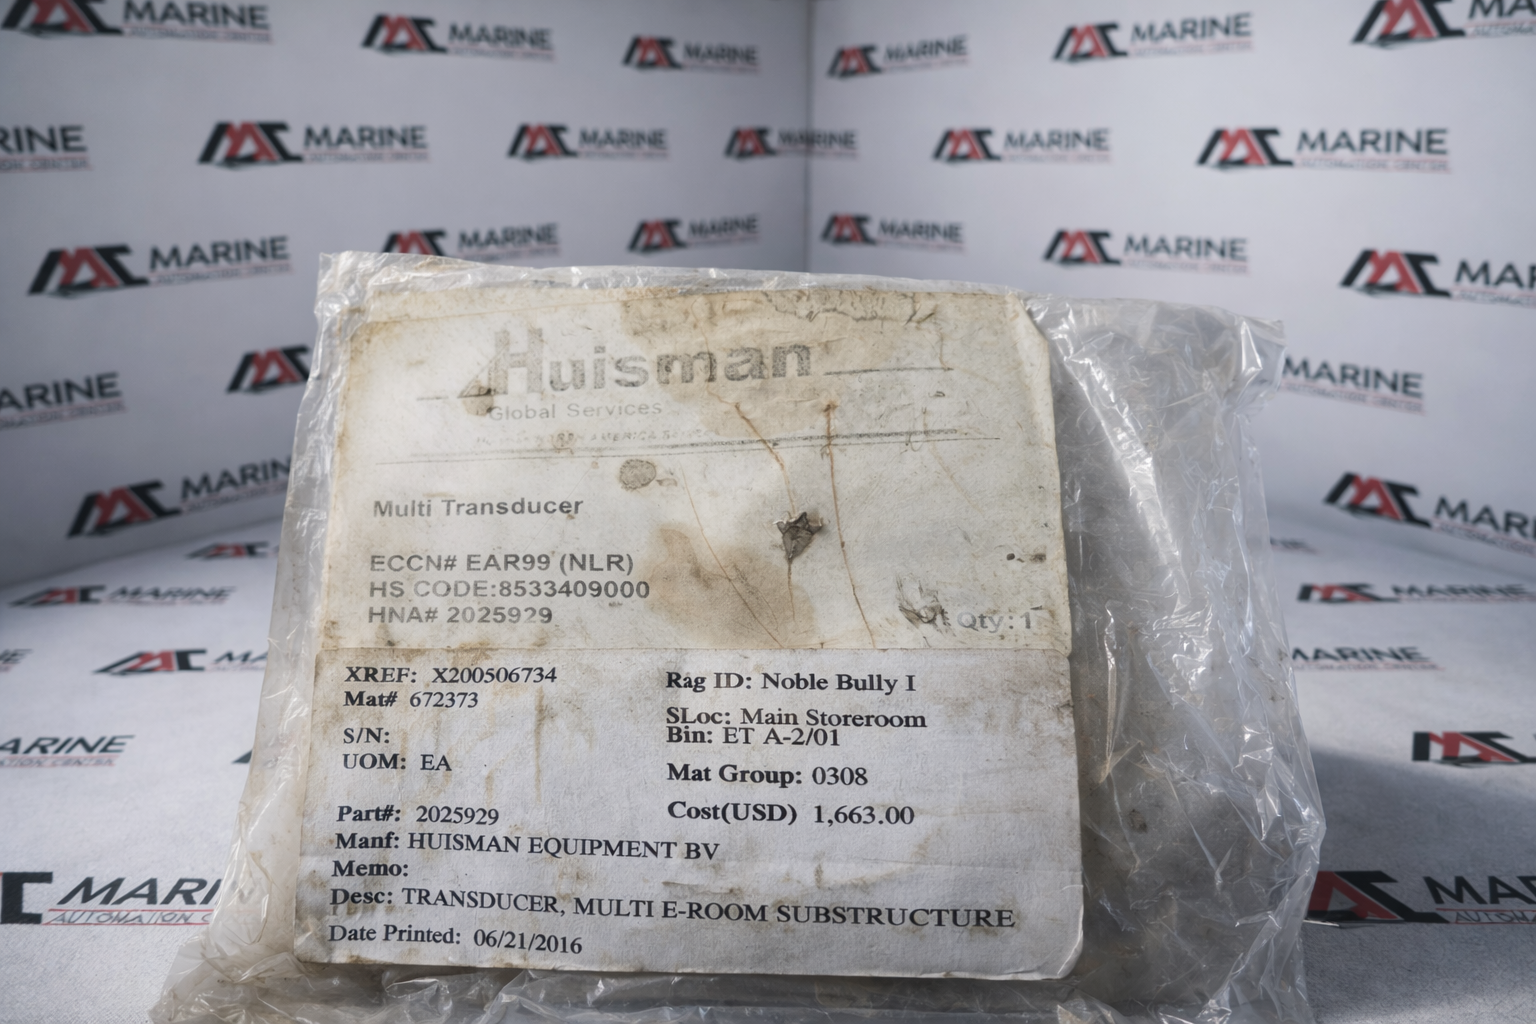 Huisman
Global Services
Multi Transducer
ECCN# EAR99 (NLR)
HS CODE:8533409000
HNA# 2025929
Qty: 1
XREF: X200506734
Mat# 672373
S/N:
UOM: EA
Part#: 2025929
Manf: HUISMAN EQUIPMENT BV
Memo:
Desc: TRANSDUCER, MULTI E-ROOM SUBSTRUCTURE
Date Printed: 06/21/2016
Rag ID: Noble Bully I
SLoc: Main Storeroom
Bin: ET A-2/01
Mat Group: 0308
Cost(USD) 1,663.00
MARINE
AUTOMATION CENTER